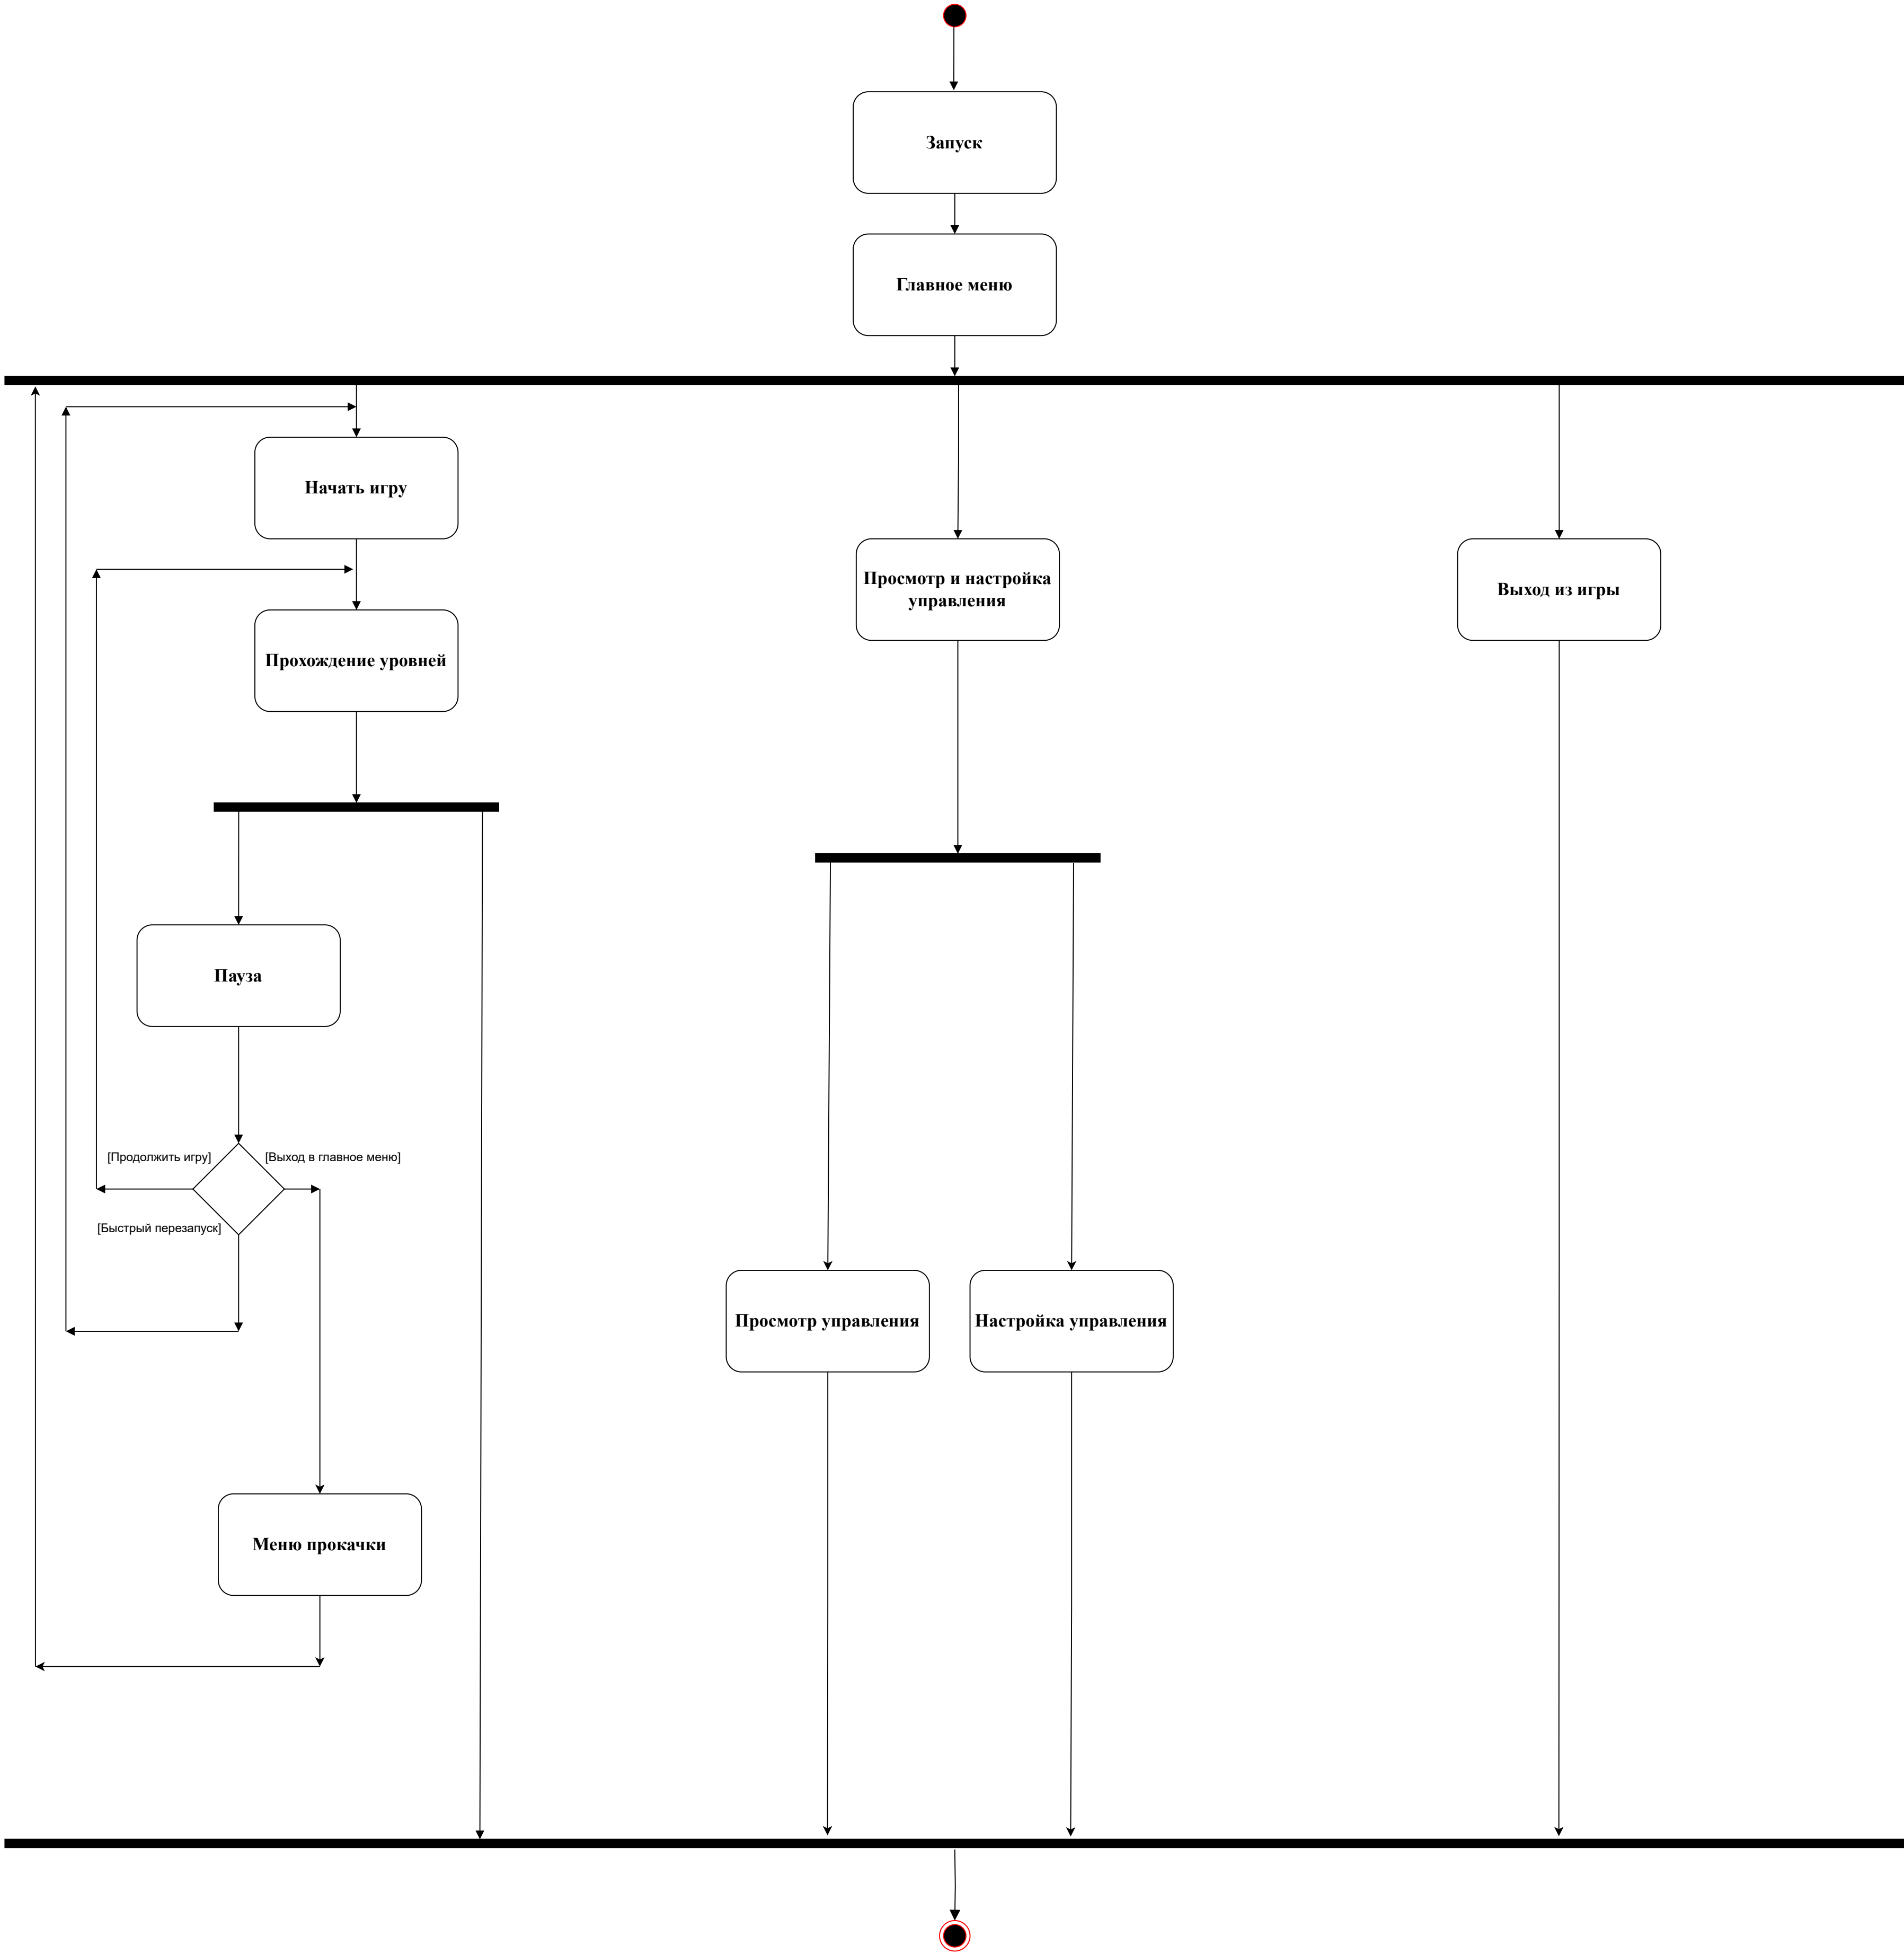 Запуск
Главное меню
Начать игру
Просмотр и настройка
управления
Выход из игры
Прохождение уровней
Пауза
[Продолжить игру]
[Выход в главное меню]
[Быстрый перезапуск]
Просмотр управления
Настройка управления
Меню прокачки